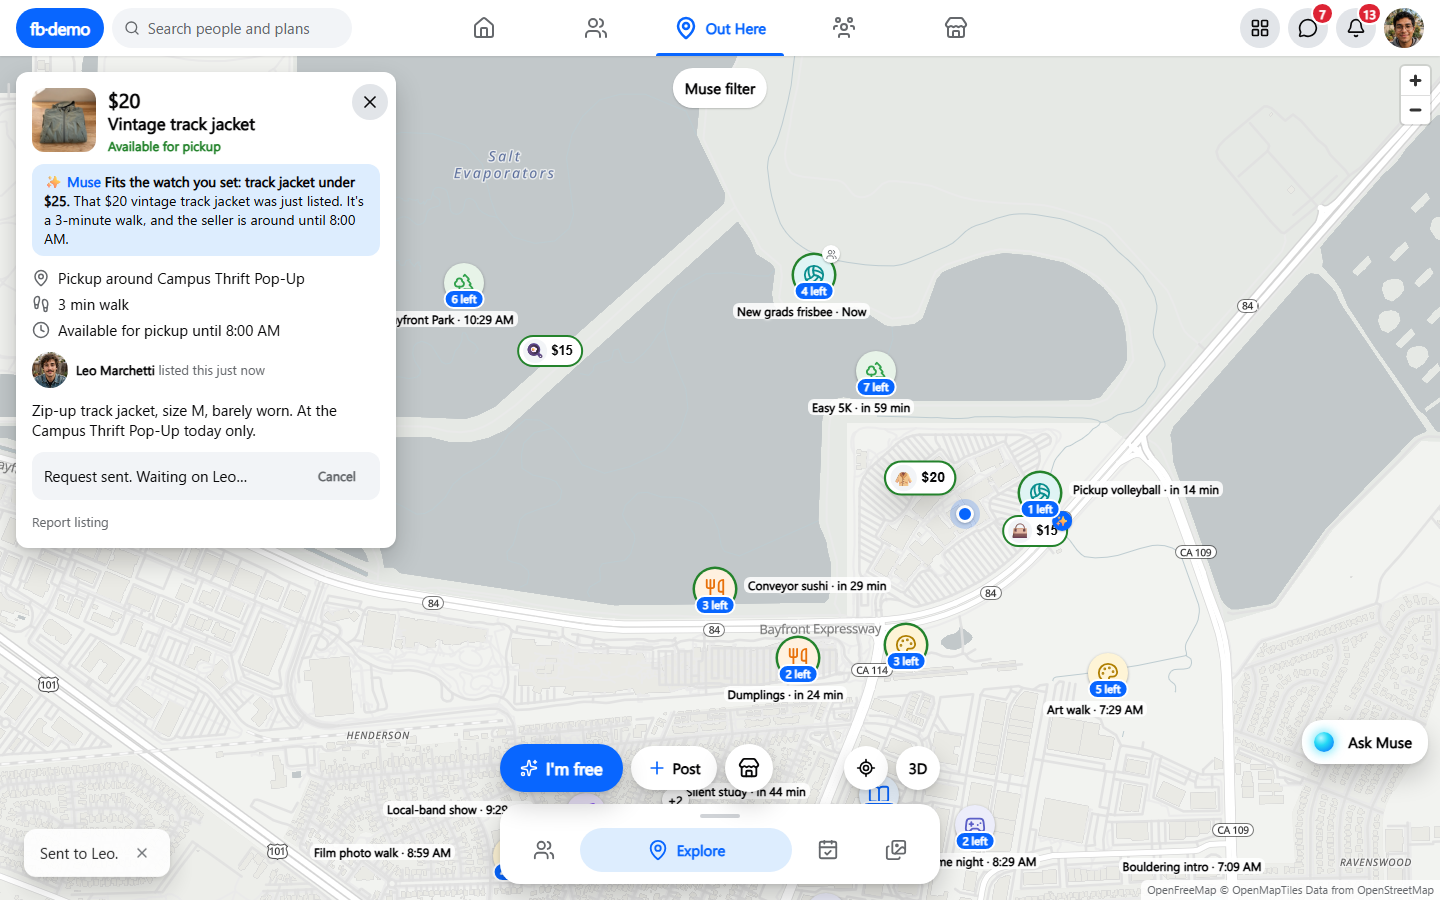 fb-demo
Search people and plans
Out Here
7
13
Muse filter
+
−
$20
Vintage track jacket
Available for pickup
Muse Fits the watch you set: track jacket under
$25. That $20 vintage track jacket was just listed. It's
a 3-minute walk, and the seller is around until 8:00
AM.
Pickup around Campus Thrift Pop-Up
3 min walk
Available for pickup until 8:00 AM
Leo Marchetti listed this just now
Zip-up track jacket, size M, barely worn. At the
Campus Thrift Pop-Up today only.
Request sent. Waiting on Leo...
Cancel
Report listing
Salt
Evaporators
6 left
yfront Park · 10:29 AM
$15
4 left
New grads frisbee · Now
84
7 left
Easy 5K · in 59 min
$20
Pickup volleyball · in 14 min
1 left
$15
CA 109
Conveyor sushi · in 29 min
3 left
84
84
84
Bayfront Expressway
3 left
2 left
CA 114
Dumplings · in 24 min
5 left
Art walk · 7:29 AM
101
HENDERSON
I'm free
Post
3D
Ask Muse
Silent study · in 44 min
+2
Local-band show · 9:29
Sent to Leo.
101
Film photo walk · 8:59 AM
Explore
2 left
me night · 8:29 AM
CA 109
Bouldering intro · 7:09 AM
RAVENSWOOD
OpenFreeMap © OpenMapTiles Data from OpenStreetMap